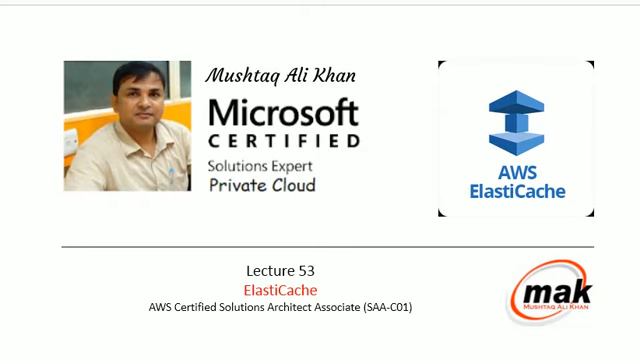 Mushtaq Ali Khan
Microsoft
CERTIFIED
Solutions Expert
Private Cloud
AWS
ElastiCache
Lecture 53
ElastiCache
AWS Certified Solutions Architect Associate (SAA-C01)
mak
MUSHTAQ ALI KHAN